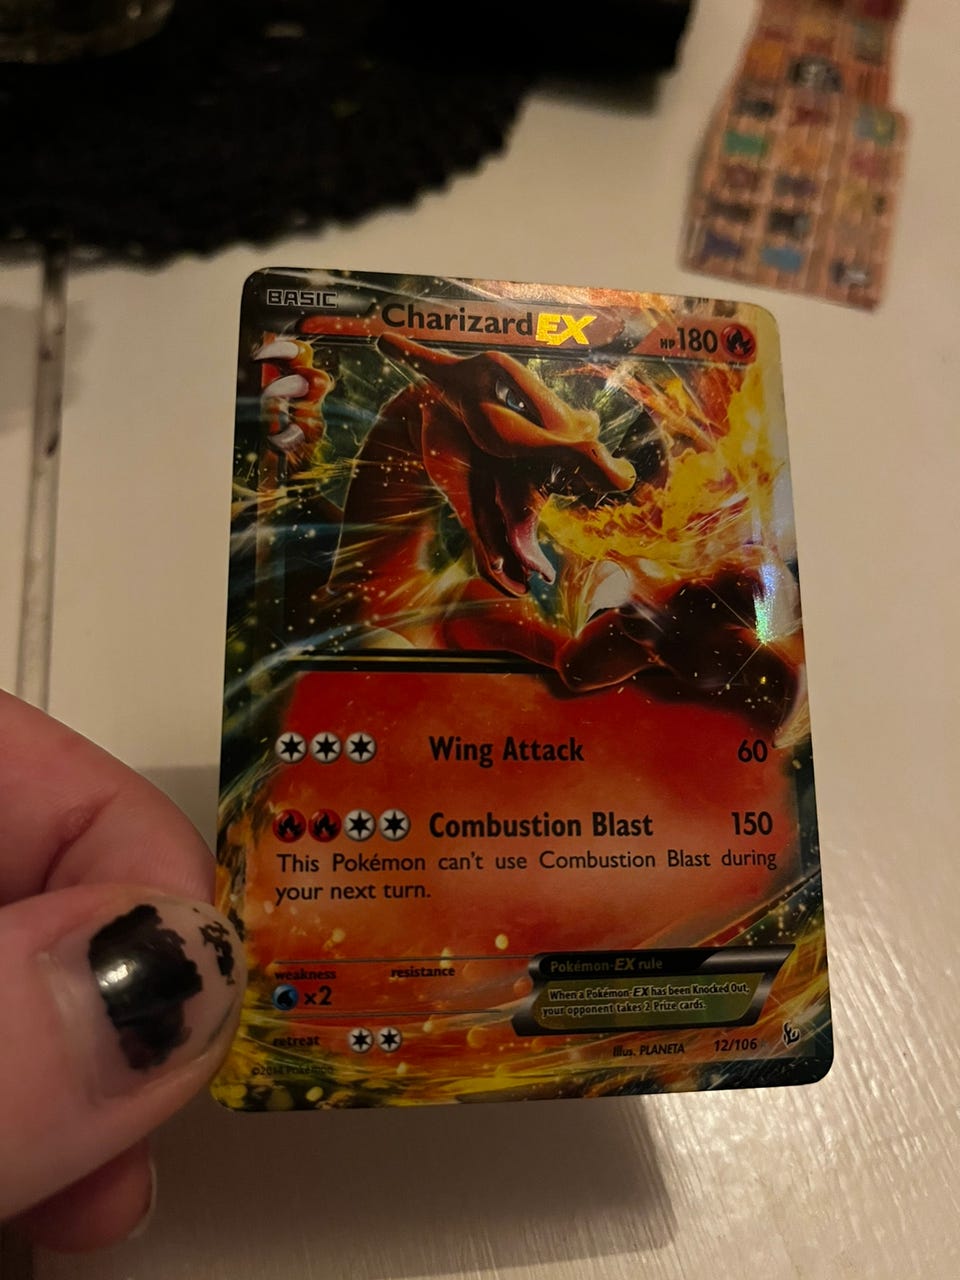 BASIC
Charizard EX
HP 180
Wing Attack 60
Combustion Blast 150
This Pokémon can't use Combustion Blast during
your next turn.
weakness resistance
×2
Pokémon-EX rule
When a Pokémon-EX has been Knocked Out,
your opponent takes 2 Prize cards.
retreat
Illus. PLANETA 12/106
©2014 Pokémon